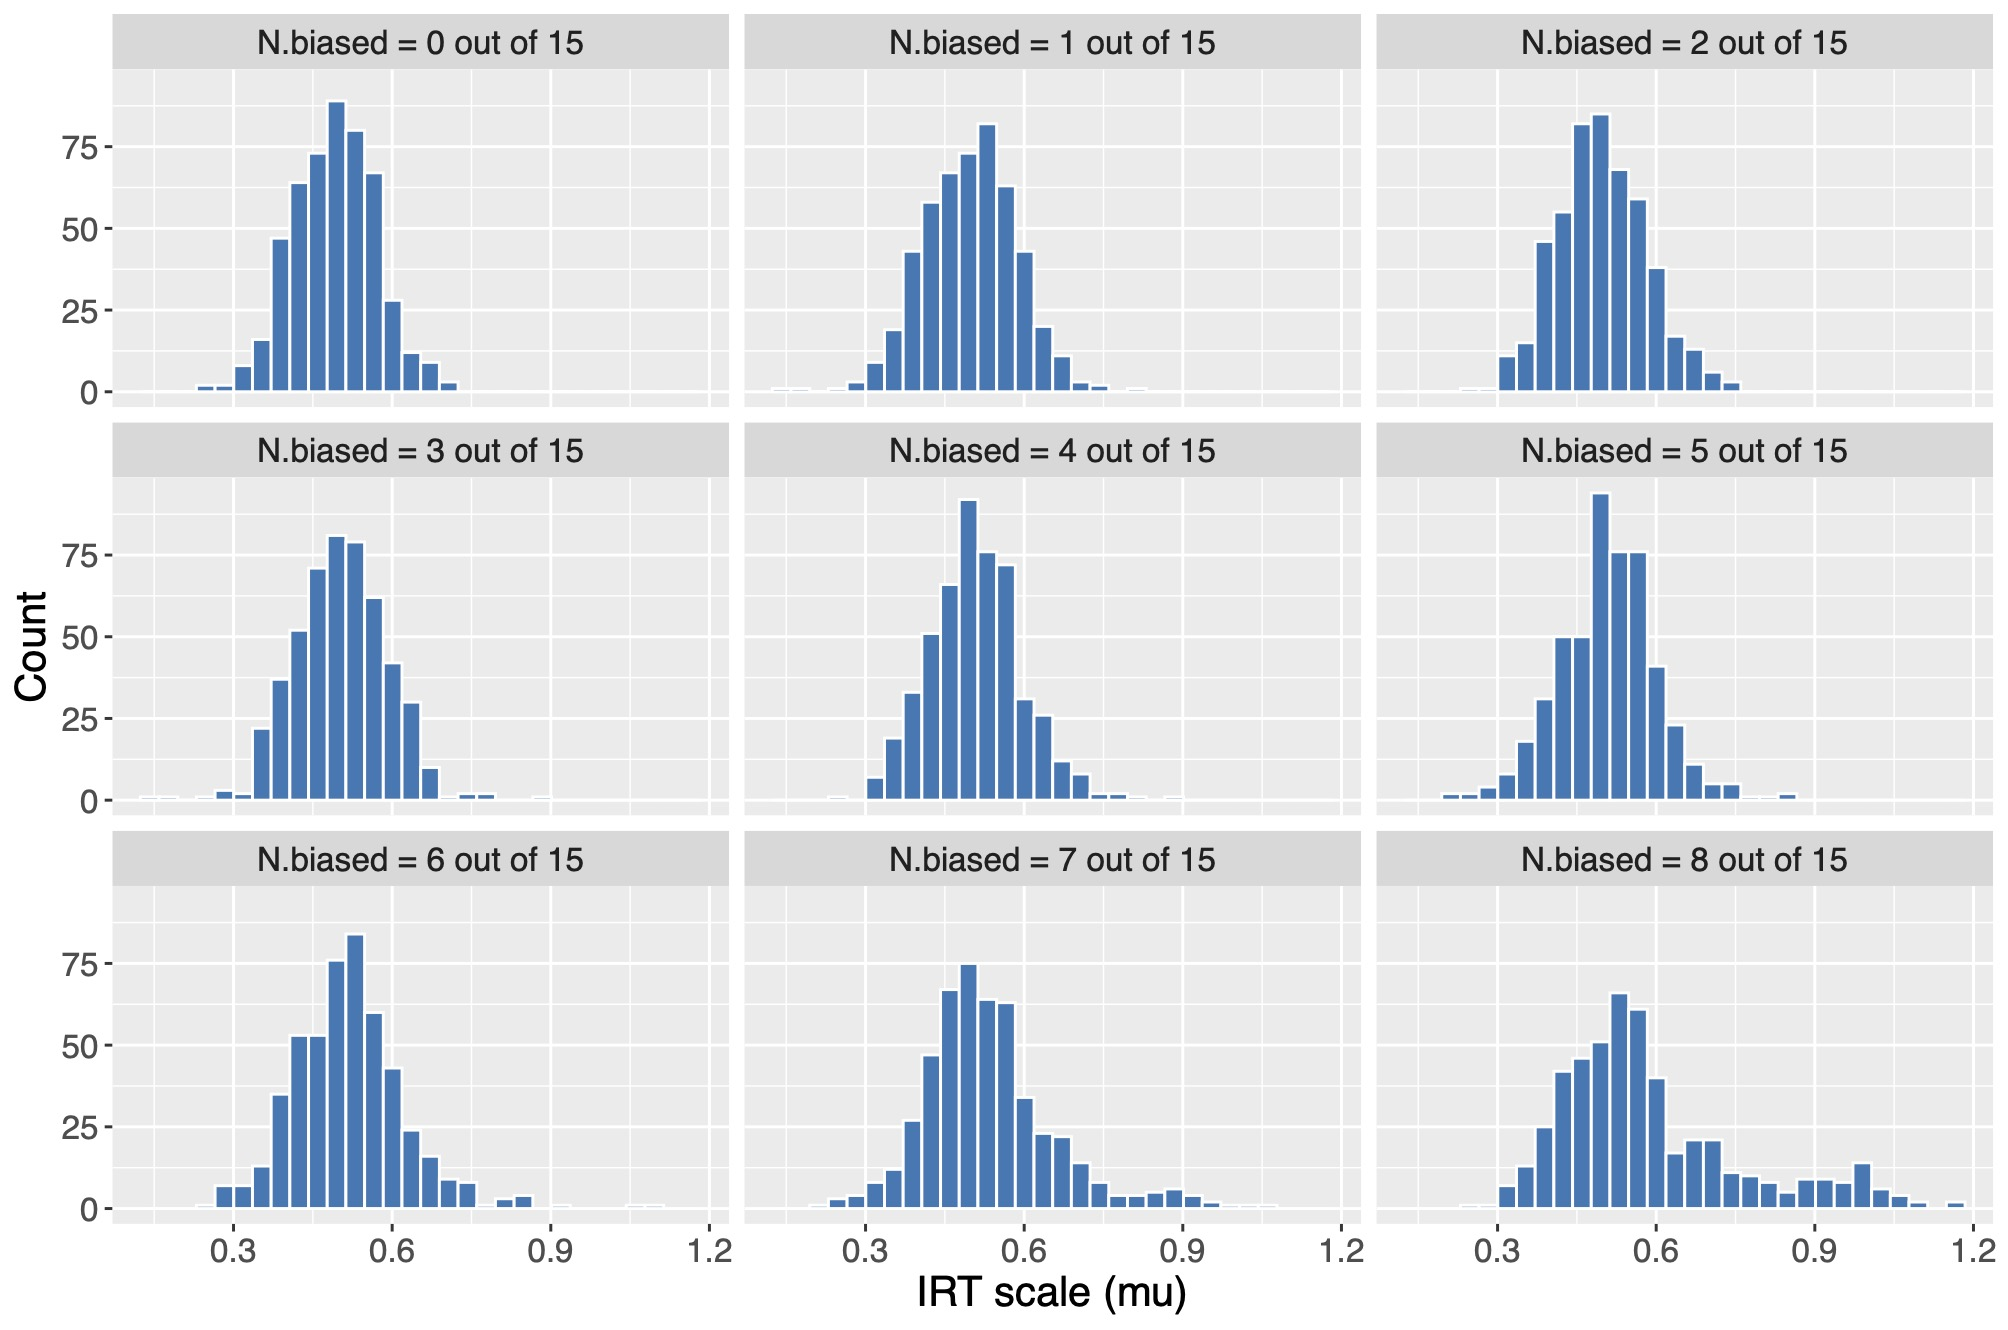 N.biased = 0 out of 15
N.biased = 1 out of 15
N.biased = 2 out of 15
75
50
25
0
N.biased = 3 out of 15
N.biased = 4 out of 15
N.biased = 5 out of 15
75
50
25
0
Count
N.biased = 6 out of 15
N.biased = 7 out of 15
N.biased = 8 out of 15
75
50
25
0
0.3 0.6 0.9 1.2
0.3 0.6 0.9 1.2
0.3 0.6 0.9 1.2
IRT scale (mu)